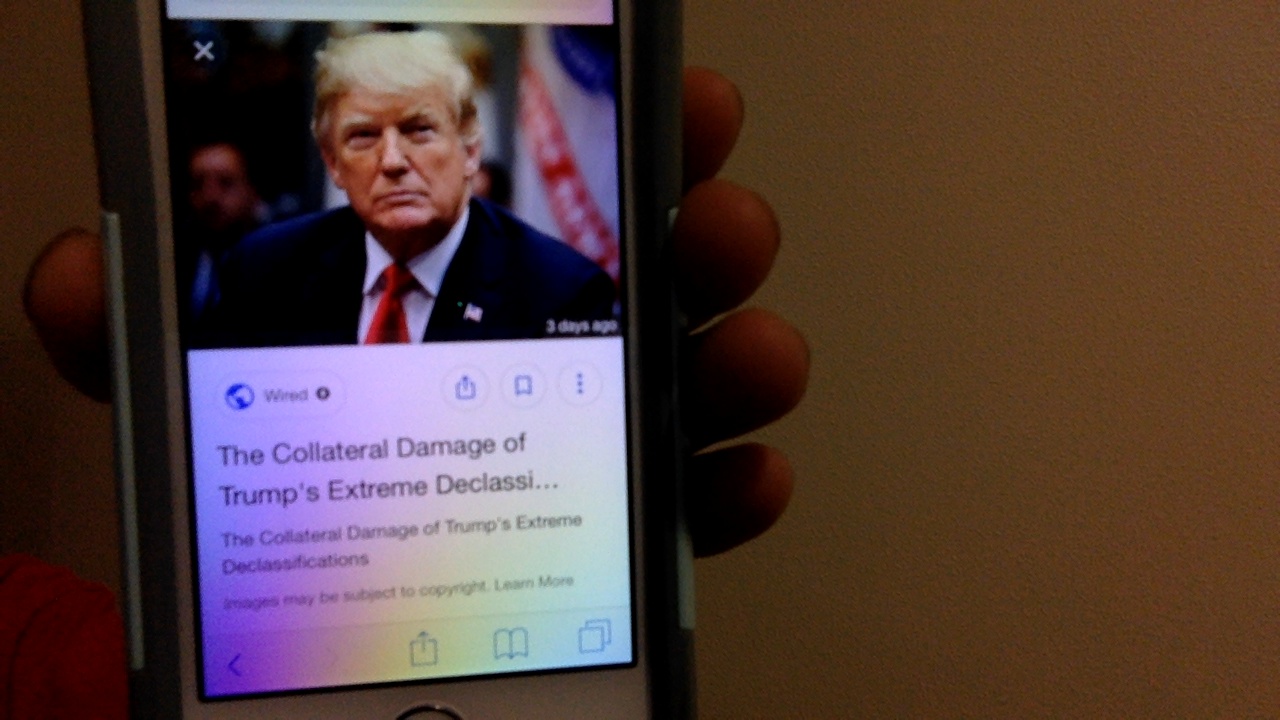 3 days ago
Wired
The Collateral Damage of
Trump's Extreme Declassi...
The Collateral Damage of Trump's Extreme
Declassifications
Images may be subject to copyright. Learn More